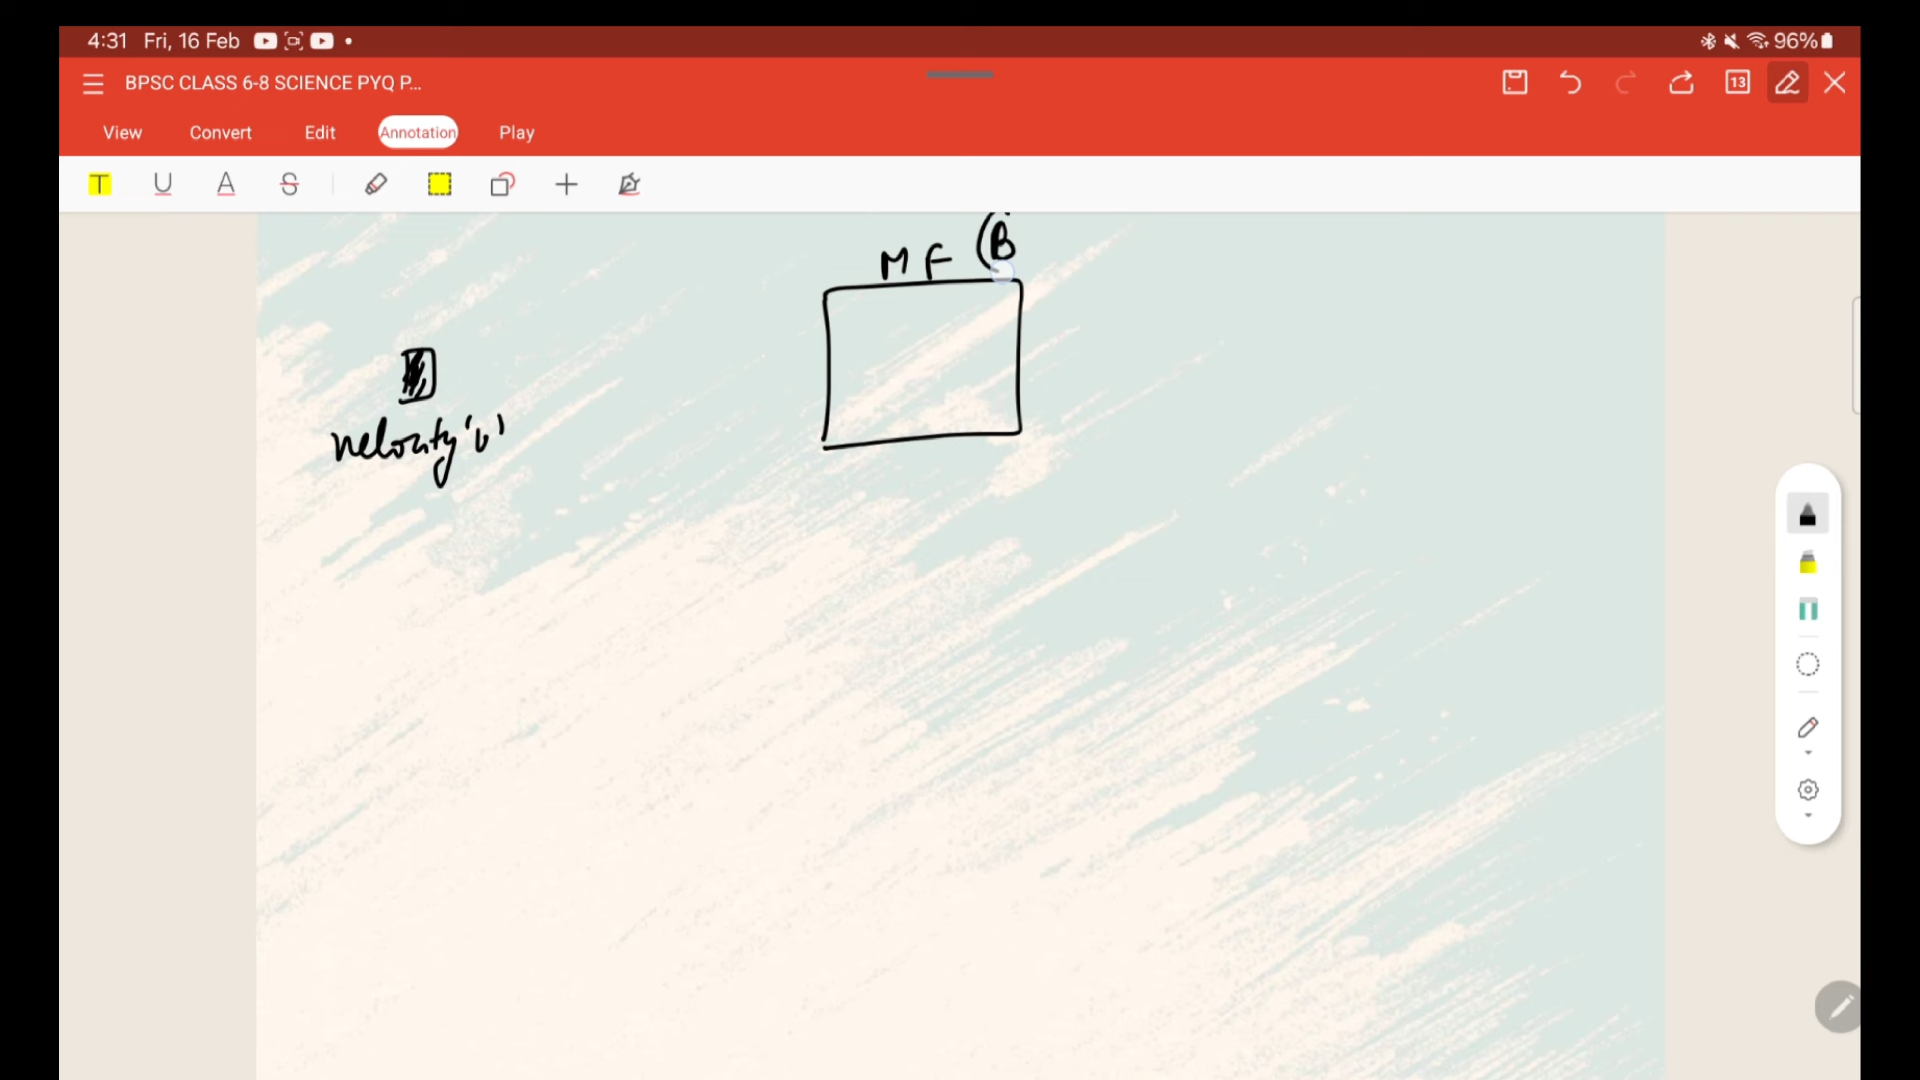 4:31 Fri, 16 Feb 96%
BPSC CLASS 6-8 SCIENCE PYQ P... 13
View Convert Edit Annotation Play
T U A S
M F (B
velocity 'v'